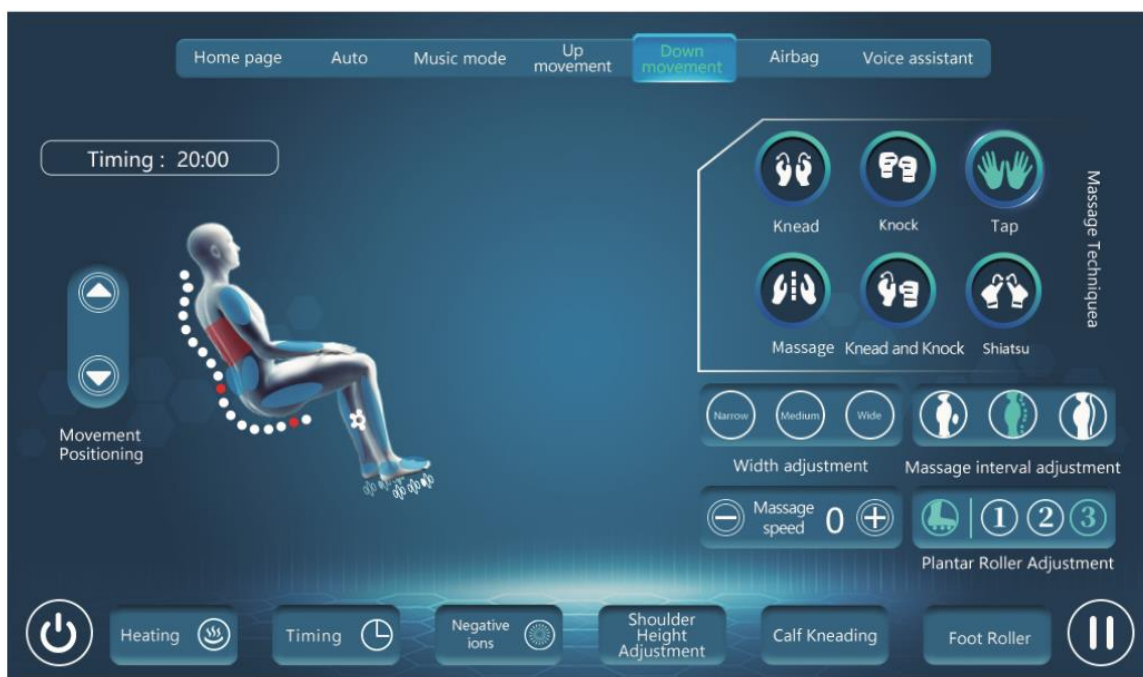 Home page
Auto
Music mode
Up
movement
Down
movement
Airbag
Voice assistant
Timing : 20:00
Knead
Knock
Tap
Massage
Knead and Knock
Shiatsu
Massage Techniquea
Movement
Positioning
Narrow
Medium
Wide
Width adjustment
Massage interval adjustment
Massage
speed
0
1
2
3
Plantar Roller Adjustment
Heating
Timing
Negative
ions
Shoulder
Height
Adjustment
Calf Kneading
Foot Roller